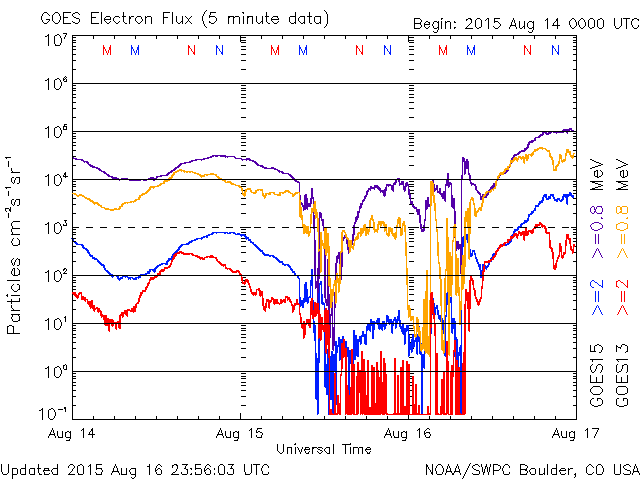 GOES Electron Flux (5 minute data)
Begin: 2015 Aug 14 0000 UTC
10⁷
10⁶
10⁵
10⁴
10³
10²
10¹
10⁰
10⁻¹
M M N N M M N N M M N N
Particles cm⁻²s⁻¹sr⁻¹
Aug 14 Aug 15 Aug 16 Aug 17
Universal Time
GOES15 >=2 >=0.8 MeV
GOES13 >=2 >=0.8 MeV
Updated 2015 Aug 16 23:56:03 UTC
NOAA/SWPC Boulder, CO USA